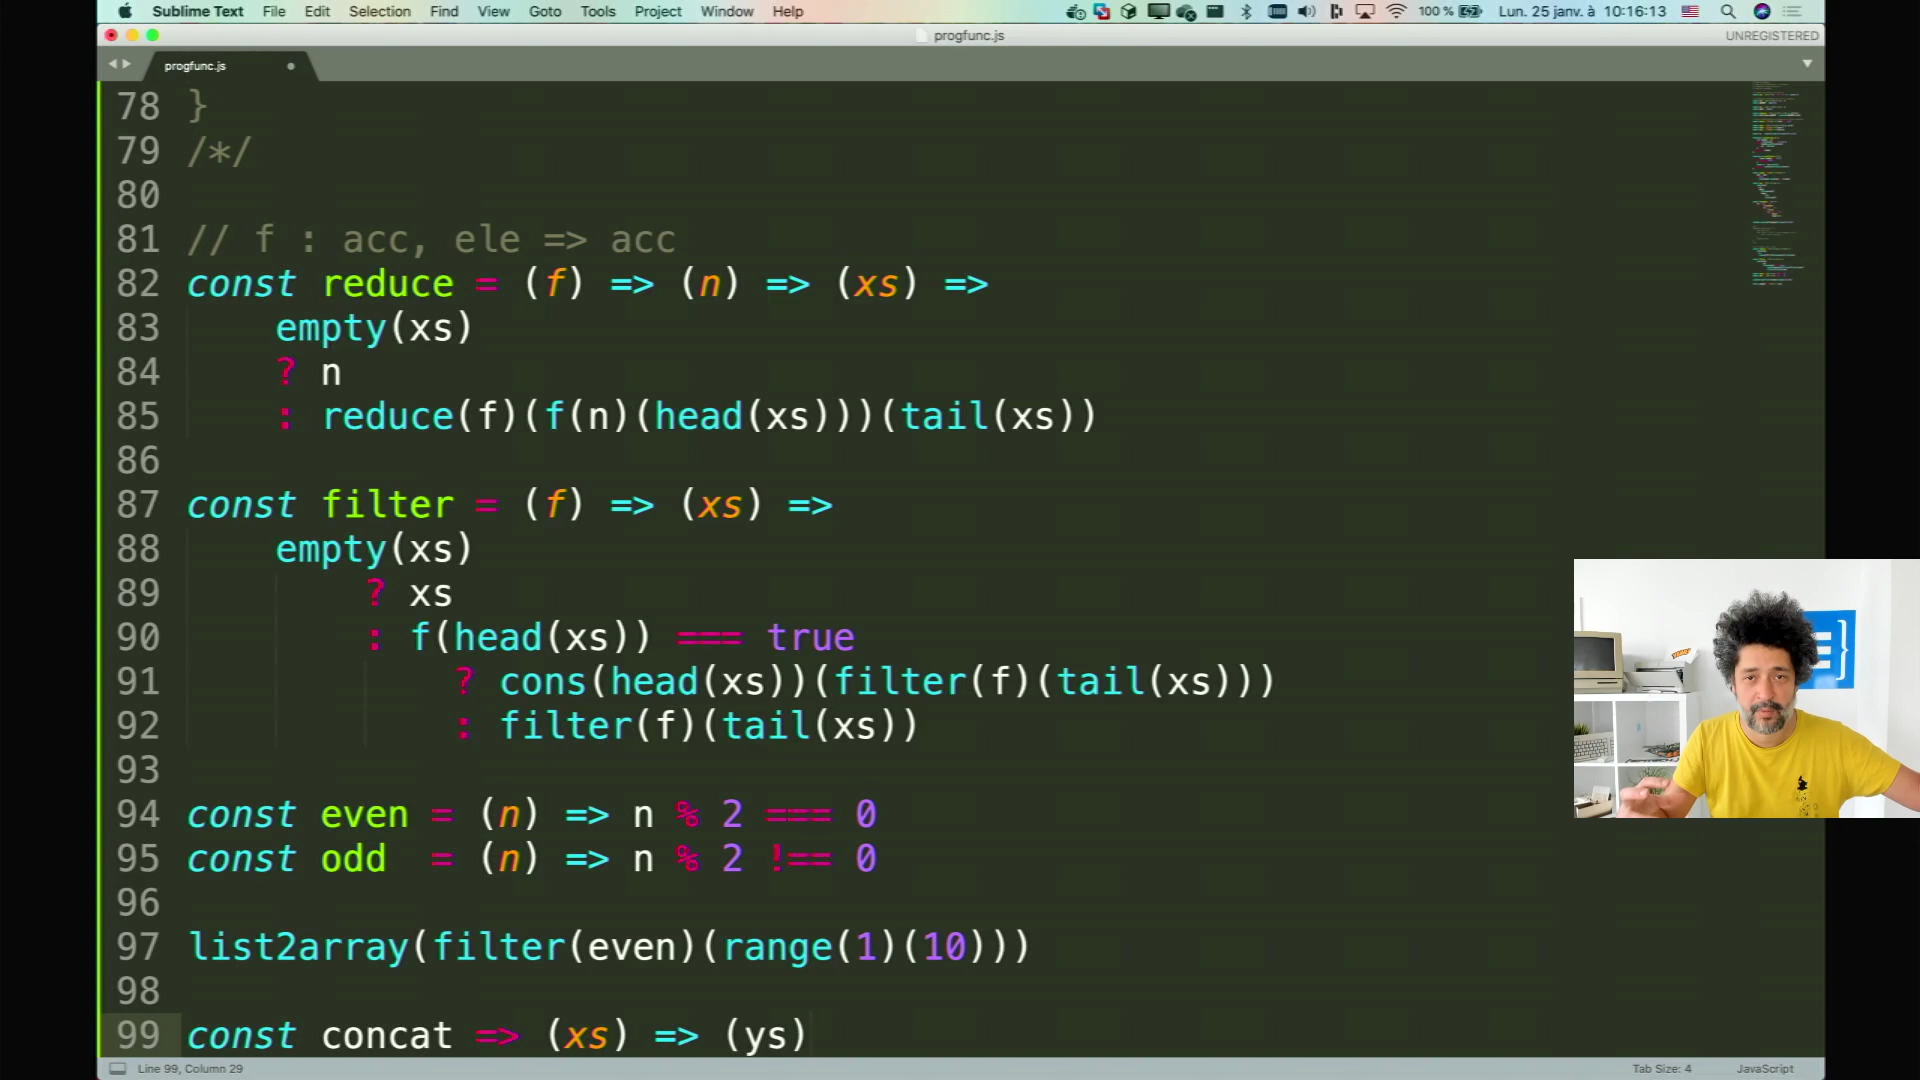 Sublime Text File Edit Selection Find View Goto Tools Project Window Help 100 % Lun. 25 janv. à 10:16:13
progfunc.js UNREGISTERED
progfunc.js
78 }
79 /*/
80
81 // f : acc, ele => acc
82 const reduce = (f) => (n) => (xs) =>
83 empty(xs)
84 ? n
85 : reduce(f)(f(n)(head(xs)))(tail(xs))
86
87 const filter = (f) => (xs) =>
88 empty(xs)
89 ? xs
90 : f(head(xs)) === true
91 ? cons(head(xs))(filter(f)(tail(xs)))
92 : filter(f)(tail(xs))
93
94 const even = (n) => n % 2 === 0
95 const odd  = (n) => n % 2 !== 0
96
97 list2array(filter(even)(range(1)(10)))
98
99 const concat => (xs) => (ys)
Line 99, Column 29 Tab Size: 4 JavaScript